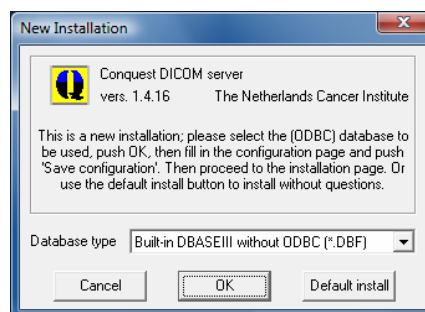 New Installation
Conquest DICOM server
vers. 1.4.16 The Netherlands Cancer Institute
This is a new installation; please select the (ODBC) database to
be used, push OK, then fill in the configuration page and push
'Save configuration'. Then proceed to the installation page. Or
use the default install button to install without questions.
Database type Built-in DBASEIII without ODBC (*.DBF)
Cancel OK Default install